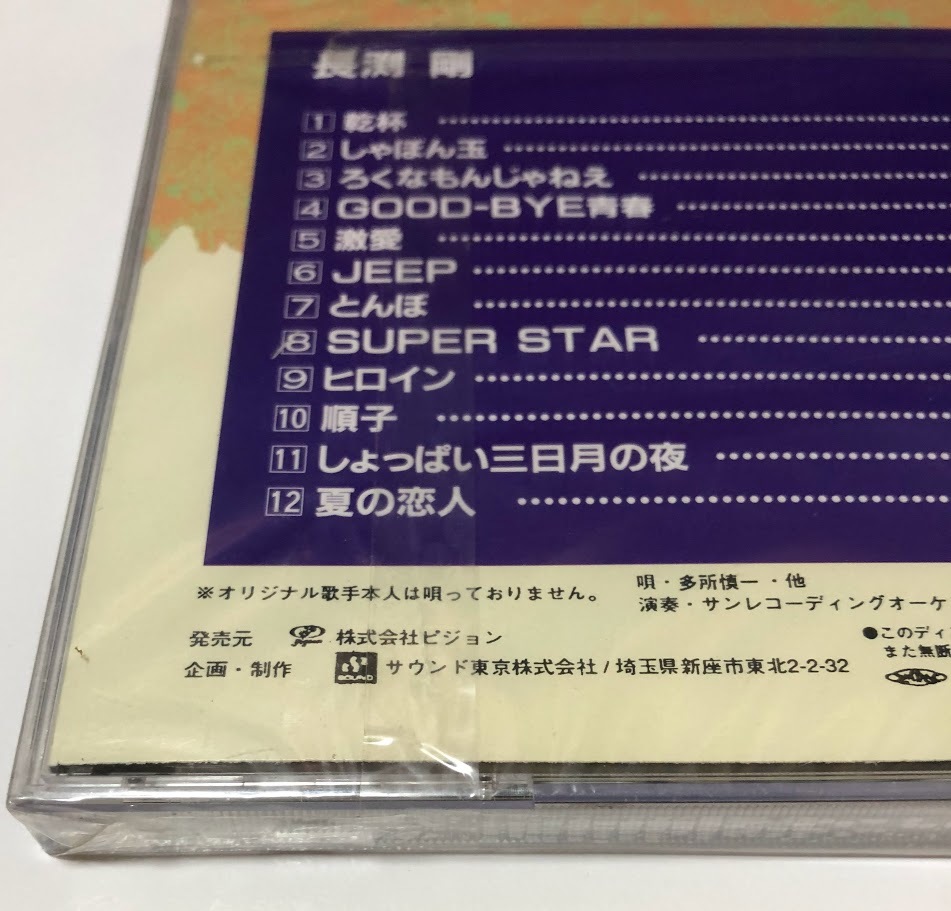 長渕 剛
1 乾杯
2 しゃぼん玉
3 ろくなもんじゃねえ
4 GOOD-BYE青春
5 激愛
6 JEEP
7 とんぼ
8 SUPER STAR
9 ヒロイン
10 順子
11 しょっぱい三日月の夜
12 夏の恋人
※オリジナル歌手本人は唄っておりません。
唄・多所慎一・他
演奏・サンレコーディングオーケ
発売元 株式会社ビジョン
企画・制作 SOUND サウンド東京株式会社/埼玉県新座市東北2-2-32
●このディ
また無断